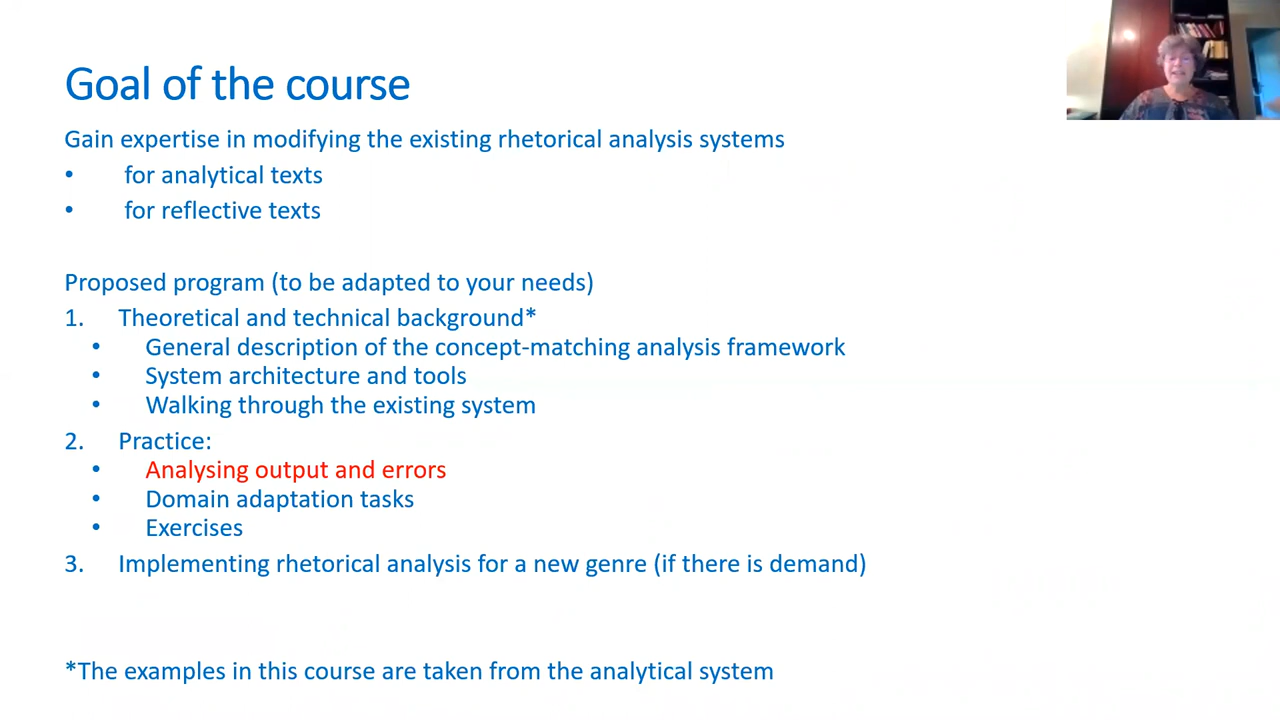 Goal of the course
Gain expertise in modifying the existing rhetorical analysis systems
• for analytical texts
• for reflective texts
Proposed program (to be adapted to your needs)
1. Theoretical and technical background*
• General description of the concept-matching analysis framework
• System architecture and tools
• Walking through the existing system
2. Practice:
• Analysing output and errors
• Domain adaptation tasks
• Exercises
3. Implementing rhetorical analysis for a new genre (if there is demand)
*The examples in this course are taken from the analytical system